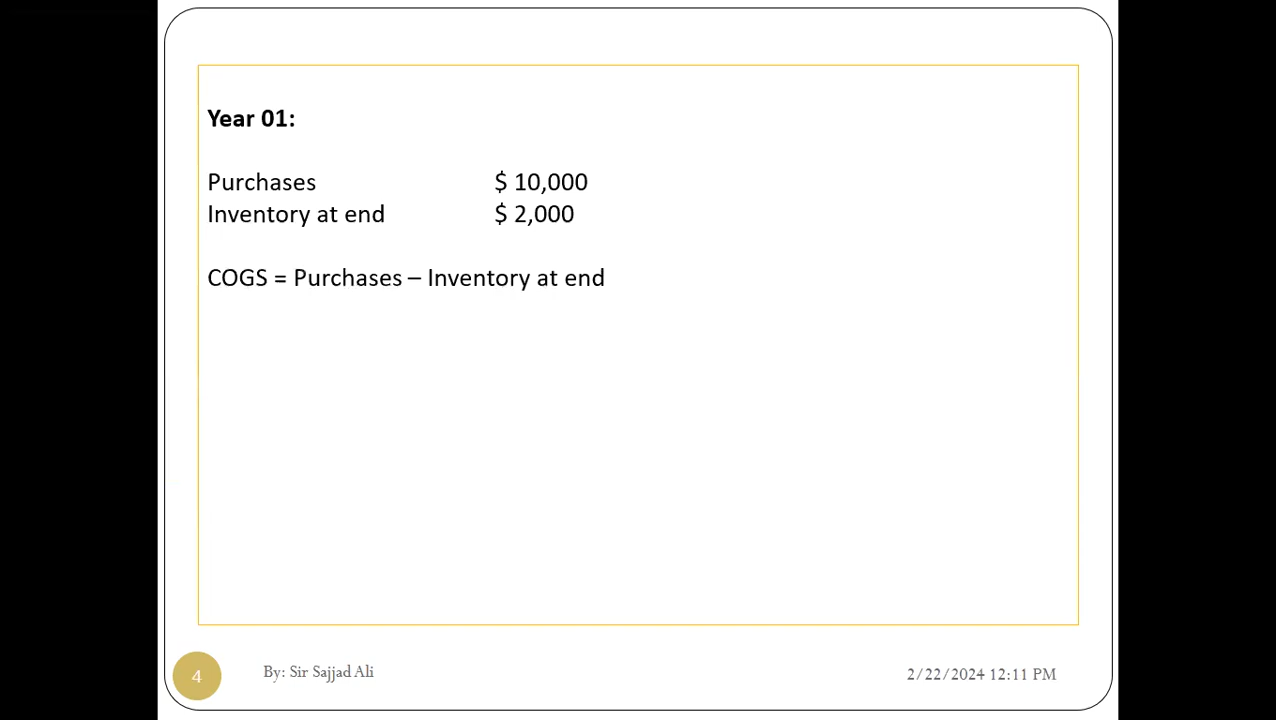 Year 01:
Purchases $ 10,000
Inventory at end $ 2,000
COGS = Purchases – Inventory at end
4 By: Sir Sajjad Ali 2/22/2024 12:11 PM